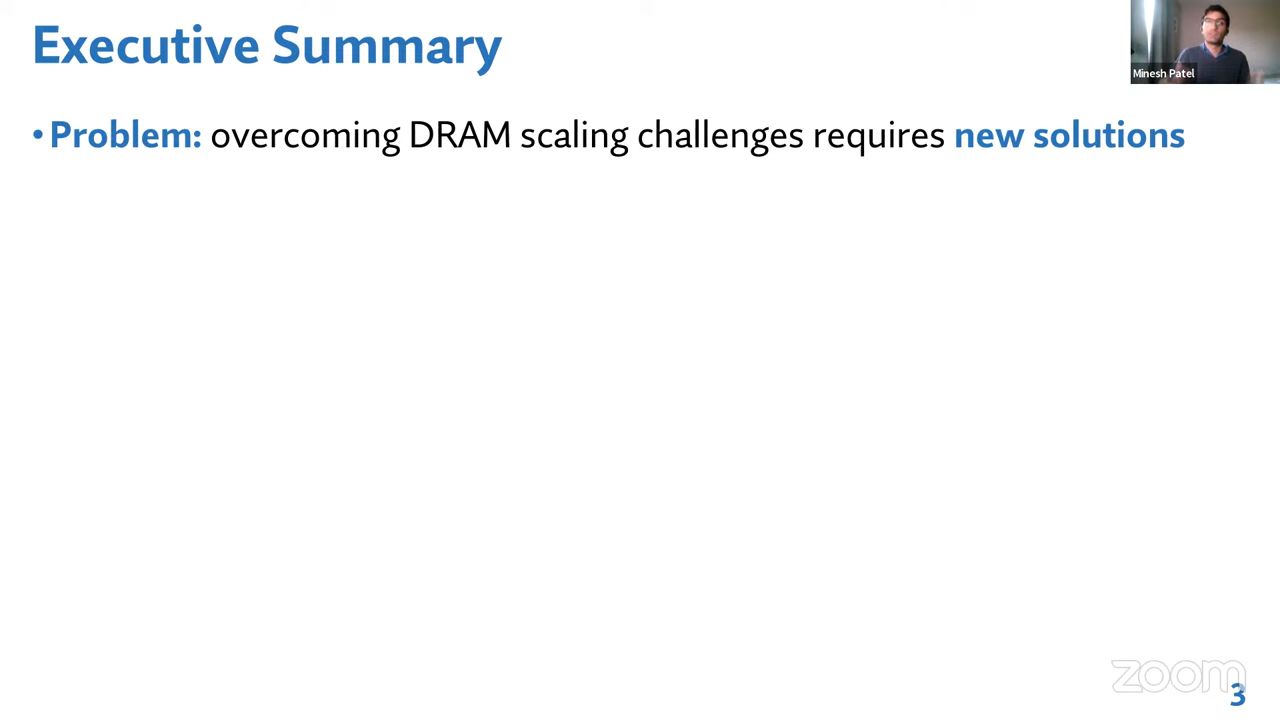 Executive Summary
Minesh Patel
• Problem: overcoming DRAM scaling challenges requires new solutions
zoom
3